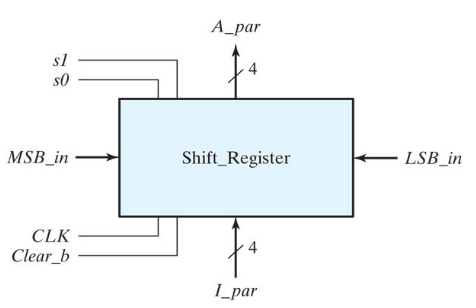 A_par
s1
4
s0
MSB_in
Shift_Register
LSB_in
CLK
4
Clear_b
I_par